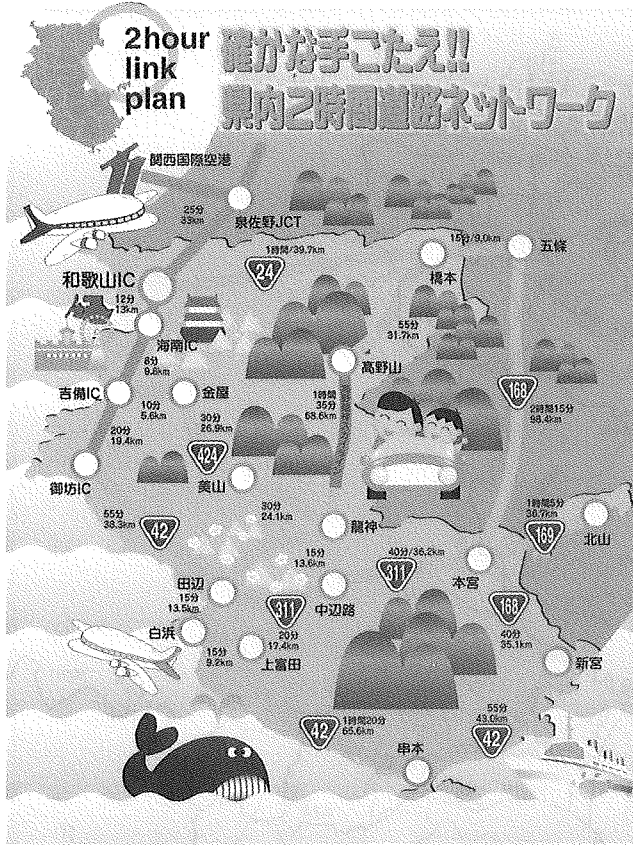 2hour
link
plan
確かな手ごたえ!!
県内2時間道路ネットワーク
関西国際空港
25分
33km
泉佐野JCT
1時間/39.7km
24
15分/9.0km
五條
橋本
和歌山IC
12分
13km
海南IC
55分
31.7km
高野山
8分
9.8km
吉備IC
金屋
10分
5.6km
30分
26.9km
1時間
35分
68.6km
168
2時間15分
98.4km
20分
19.4km
424
御坊IC
美山
30分
24.1km
55分
38.3km
42
龍神
1時間5分
36.7km
169
北山
15分
13.6km
40分/36.2km
311
本宮
田辺
15分
13.5km
311
中辺路
168
白浜
20分
17.4km
40分
35.1km
15分
9.2km
上富田
新宮
42
1時間20分
65.6km
55分
43.0km
42
串本